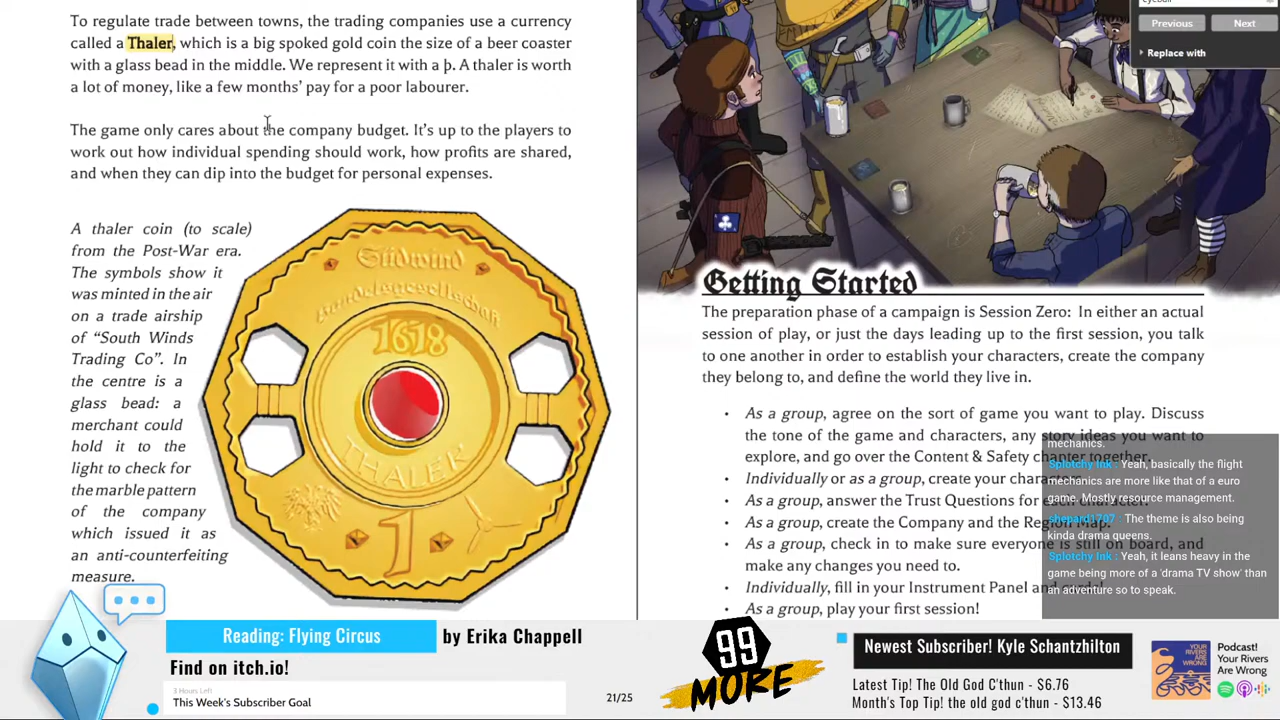 To regulate trade between towns, the trading companies use a currency
called a Thaler, which is a big spoked gold coin the size of a beer coaster
with a glass bead in the middle. We represent it with a þ. A thaler is worth
a lot of money, like a few months’ pay for a poor labourer.
The game only cares about the company budget. It’s up to the players to
work out how individual spending should work, how profits are shared,
and when they can dip into the budget for personal expenses.
A thaler coin (to scale)
from the Post-War era.
The symbols show it
was minted in the air
on a trade airship
of “South Winds
Trading Co”. In
the centre is a
glass bead: a
merchant could
hold it to the
light to check for
the marble pattern
of the company
which issued it as
an anti-counterfeiting
measure.
Südwind
Handelsgesellschaft
1618
THALER
1
Previous
Next
Replace with
Getting Started
The preparation phase of a campaign is Session Zero: In either an actual
session of play, or just the days leading up to the first session, you talk
to one another in order to establish your characters, create the company
they belong to, and define the world they live in.
• As a group, agree on the sort of game you want to play. Discuss
the tone of the game and characters, any story ideas you want to
explore, and go over the Content & Safety chapter together.
• Individually or as a group, create your characters.
• As a group, answer the Trust Questions for each character.
• As a group, create the Company and the Region Map.
• As a group, check in to make sure everyone is still on board, and
make any changes you need to.
• Individually, fill in your Instrument Panel and
• As a group, play your first session!
mechanics.
Splotchy Ink : Yeah, basically the flight
mechanics are more like that of a euro
game. Mostly resource management.
shepard1707 : The theme is also being
kinda drama queens.
Splotchy Ink : Yeah, it leans heavy in the
game being more of a 'drama TV show' than
an adventure so to speak.
Reading: Flying Circus
by Erika Chappell
Find on itch.io!
3 Hours Left
This Week's Subscriber Goal
21/25
99
MORE
Newest Subscriber! Kyle Schantzhilton
Latest Tip! The Old God C'thun - $6.76
Month's Top Tip! the old god c'thun - $13.46
YOUR
RIVERS
ARE
WRONG
Podcast!
Your Rivers
Are Wrong